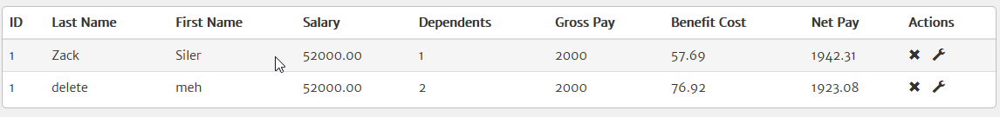 ID Last Name First Name Salary Dependents Gross Pay Benefit Cost Net Pay Actions
1 Zack Siler 52000.00 1 2000 57.69 1942.31
1 delete meh 52000.00 2 2000 76.92 1923.08